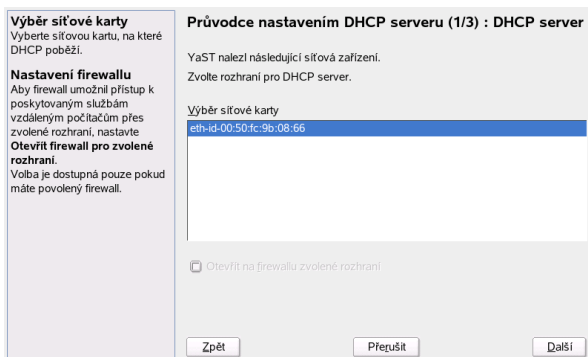 Výběr síťové karty
Vyberte síťovou kartu, na které
DHCP poběží.
Nastavení firewallu
Aby firewall umožnil přístup k
poskytovaným službám
vzdáleným počítačům přes
zvolené rozhraní, nastavte
Otevřít firewall pro zvolené
rozhraní.
Volba je dostupná pouze pokud
máte povolený firewall.
Průvodce nastavením DHCP serveru (1/3) : DHCP server
YaST nalezl následující síťová zařízení.
Zvolte rozhraní pro DHCP server.
Výběr síťové karty
eth-id-00:50:fc:9b:08:66
Otevřít na firewallu zvolené rozhraní
Zpět
Přerušit
Další